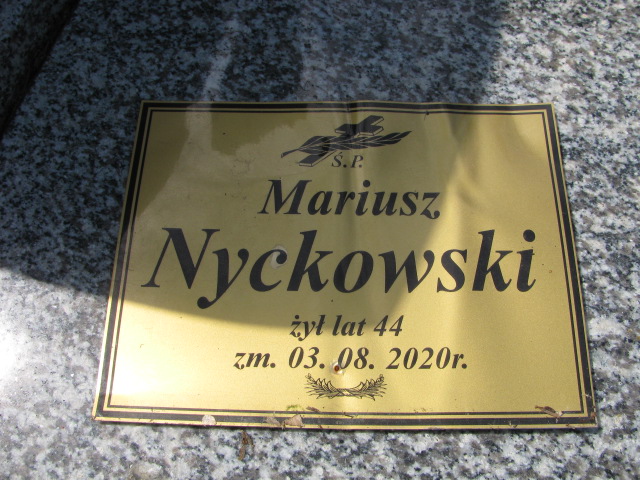 Ś.P.
Mariusz
Nyckowski
żył lat 44
zm. 03. 08. 2020r.